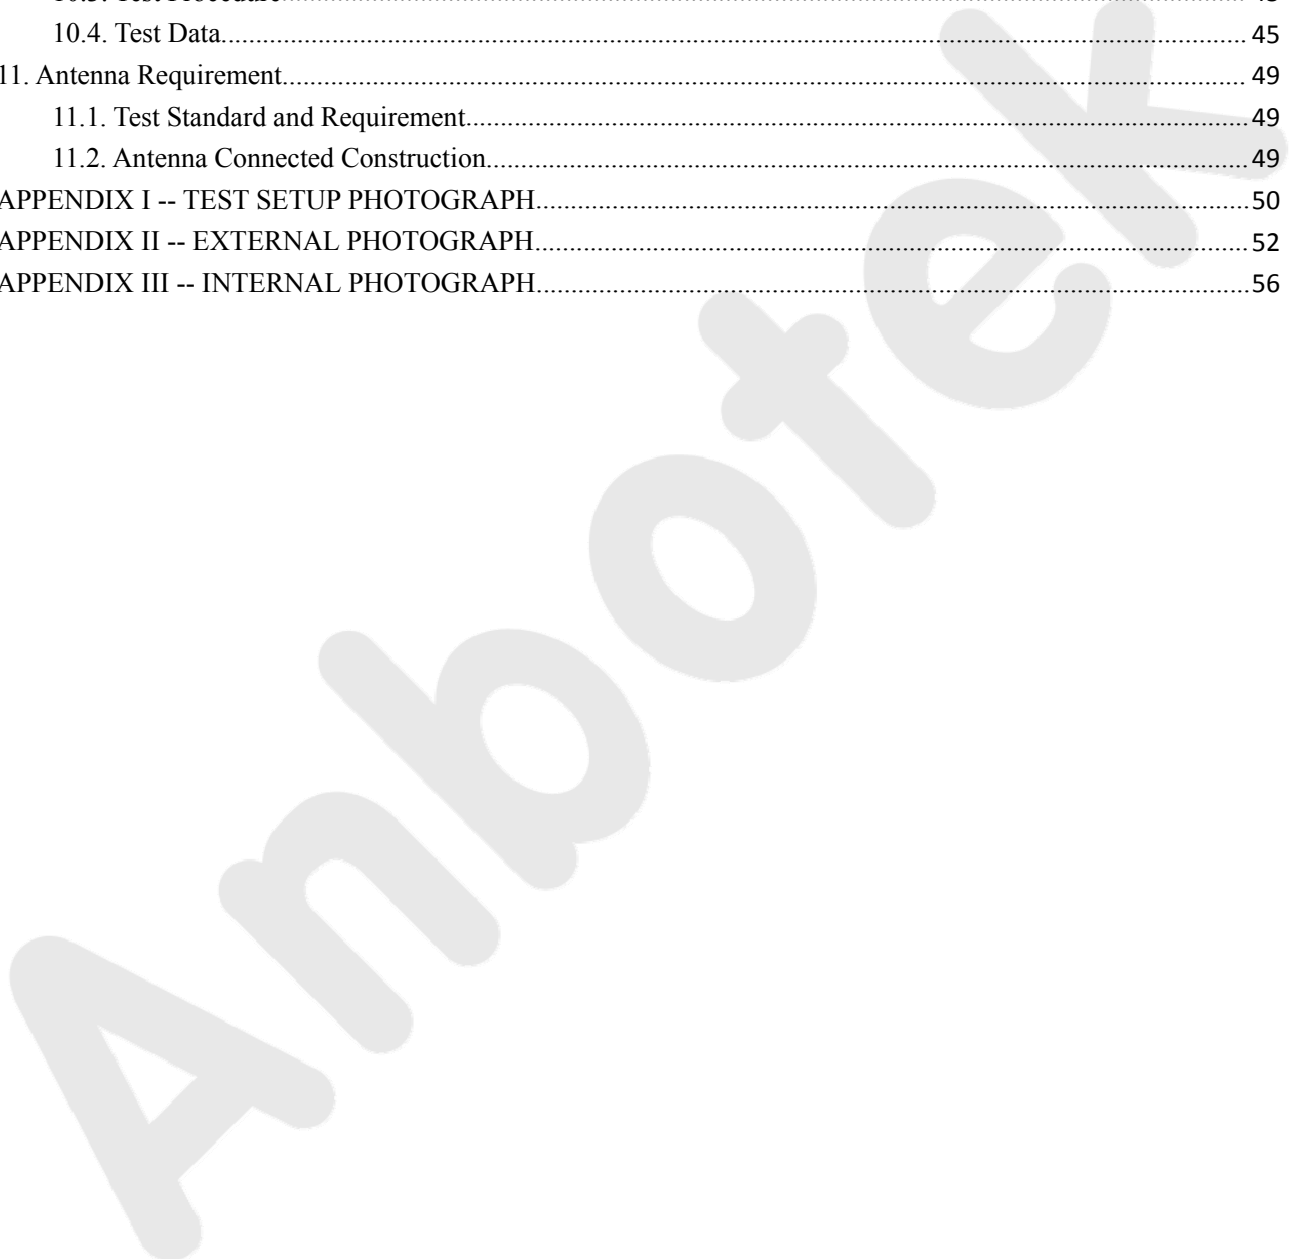 10.4. Test Data 45
11. Antenna Requirement 49
11.1. Test Standard and Requirement 49
11.2. Antenna Connected Construction 49
APPENDIX I -- TEST SETUP PHOTOGRAPH 50
APPENDIX II -- EXTERNAL PHOTOGRAPH 52
APPENDIX III -- INTERNAL PHOTOGRAPH 56
Anbotek